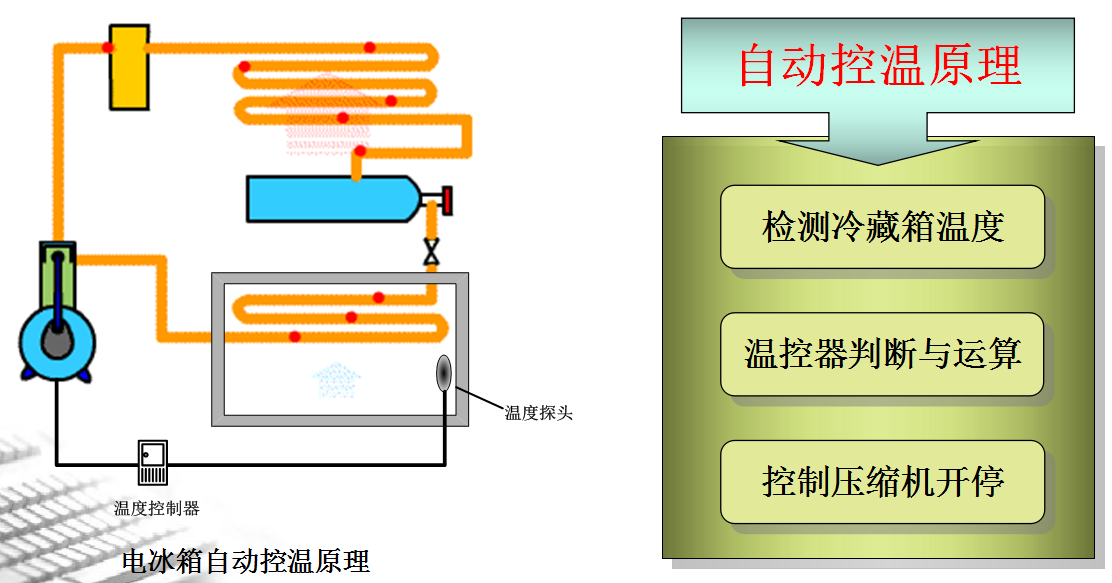 温度探头
温度控制器
电冰箱自动控温原理
自动控温原理
检测冷藏箱温度
温控器判断与运算
控制压缩机开停